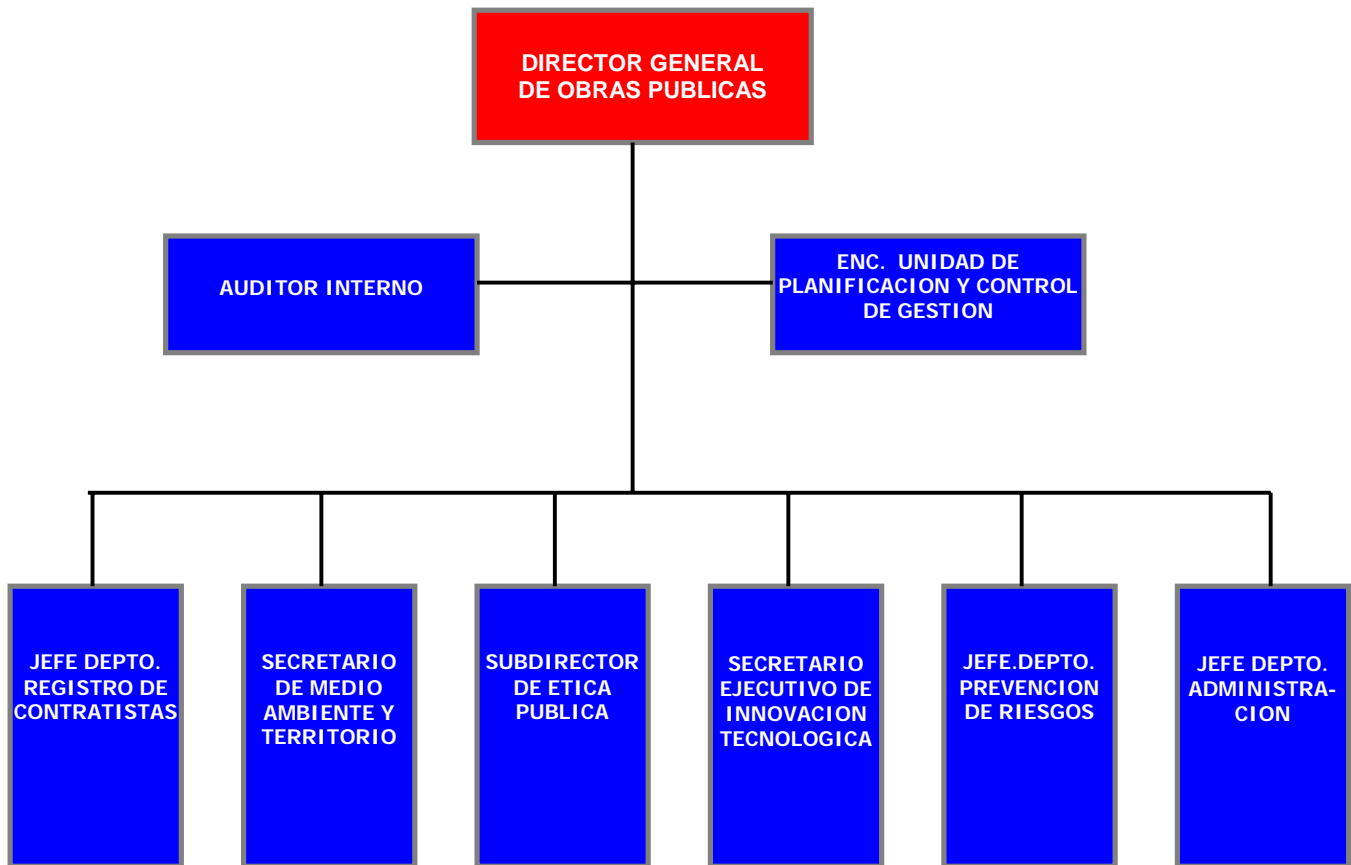 DIRECTOR GENERAL
DE OBRAS PUBLICAS
AUDITOR INTERNO
ENC. UNIDAD DE
PLANIFICACION Y CONTROL
DE GESTION
JEFE DEPTO.
REGISTRO DE
CONTRATISTAS
SECRETARIO
DE MEDIO
AMBIENTE Y
TERRITORIO
SUBDIRECTOR
DE ETICA
PUBLICA
SECRETARIO
EJECUTIVO DE
INNOVACION
TECNOLOGICA
JEFE.DEPTO.
PREVENCION
DE RIESGOS
JEFE DEPTO.
ADMINISTRA-
CION